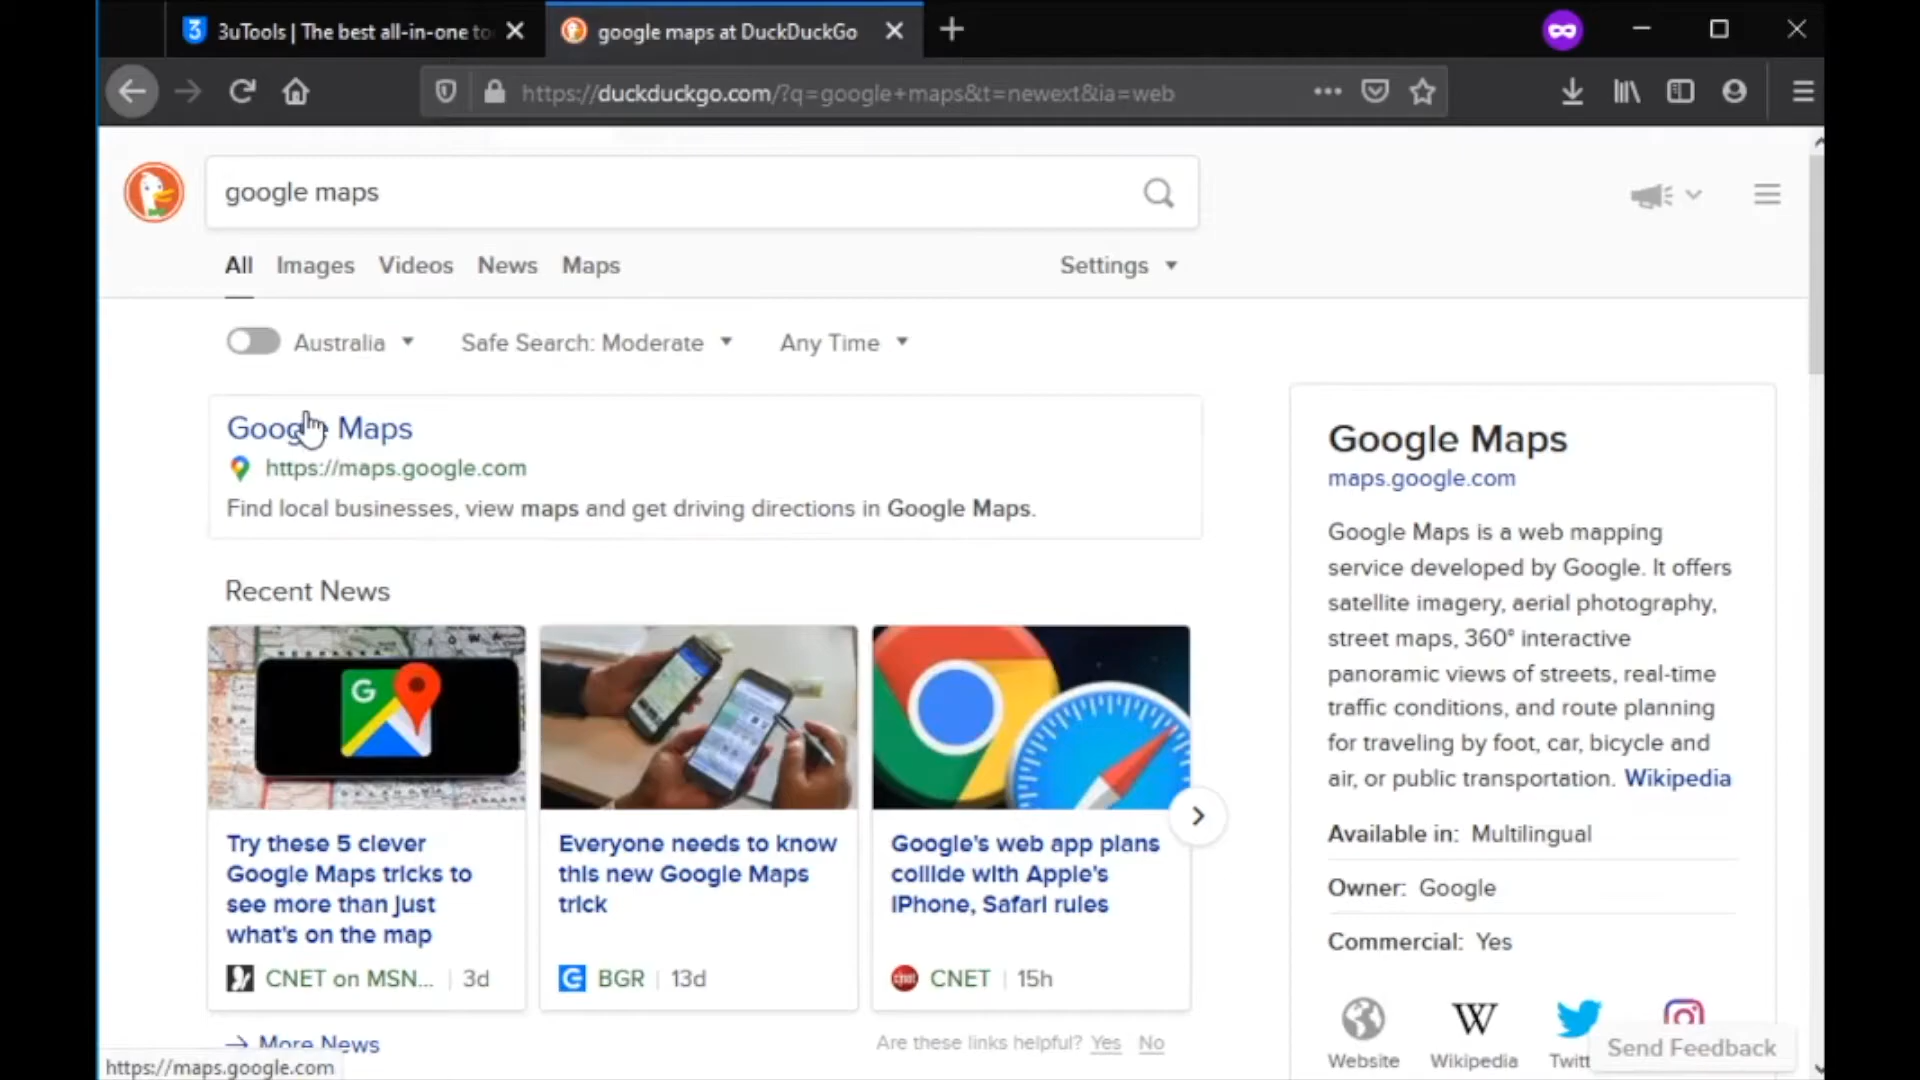 3uTools | The best all-in-one to
google maps at DuckDuckGo
https://duckduckgo.com/?q=google+maps&t=newext&ia=web
google maps
All Images Videos News Maps
Settings
Australia Safe Search: Moderate Any Time
Google Maps
https://maps.google.com
Find local businesses, view maps and get driving directions in Google Maps.
Recent News
Try these 5 clever
Google Maps tricks to
see more than just
what's on the map
CNET on MSN... | 3d
Everyone needs to know
this new Google Maps
trick
BGR | 13d
Google's web app plans
collide with Apple's
iPhone, Safari rules
CNET | 15h
More News
Are these links helpful? Yes No
Google Maps
maps.google.com
Google Maps is a web mapping
service developed by Google. It offers
satellite imagery, aerial photography,
street maps, 360° interactive
panoramic views of streets, real-time
traffic conditions, and route planning
for traveling by foot, car, bicycle and
air, or public transportation. Wikipedia
Available in: Multilingual
Owner: Google
Commercial: Yes
Website Wikipedia Twitt
Send Feedback
https://maps.google.com